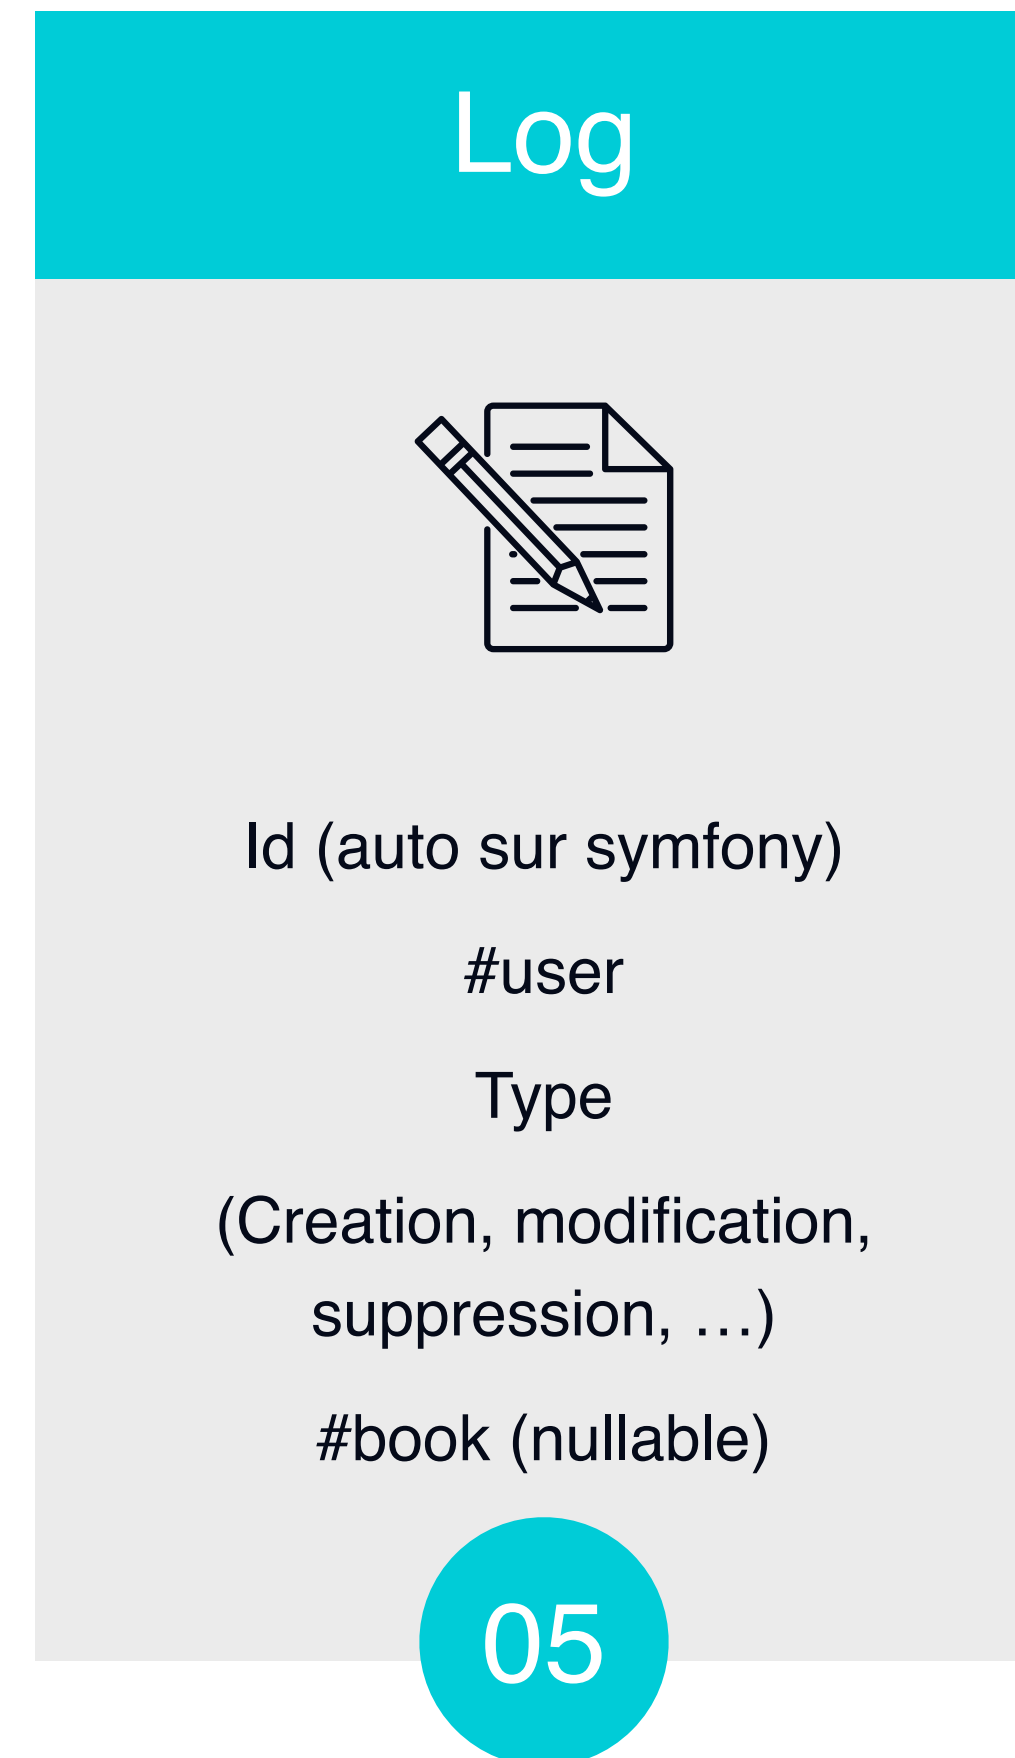 Log
Id (auto sur symfony)
#user
Type
(Creation, modification,
suppression, …)
#book (nullable)
05